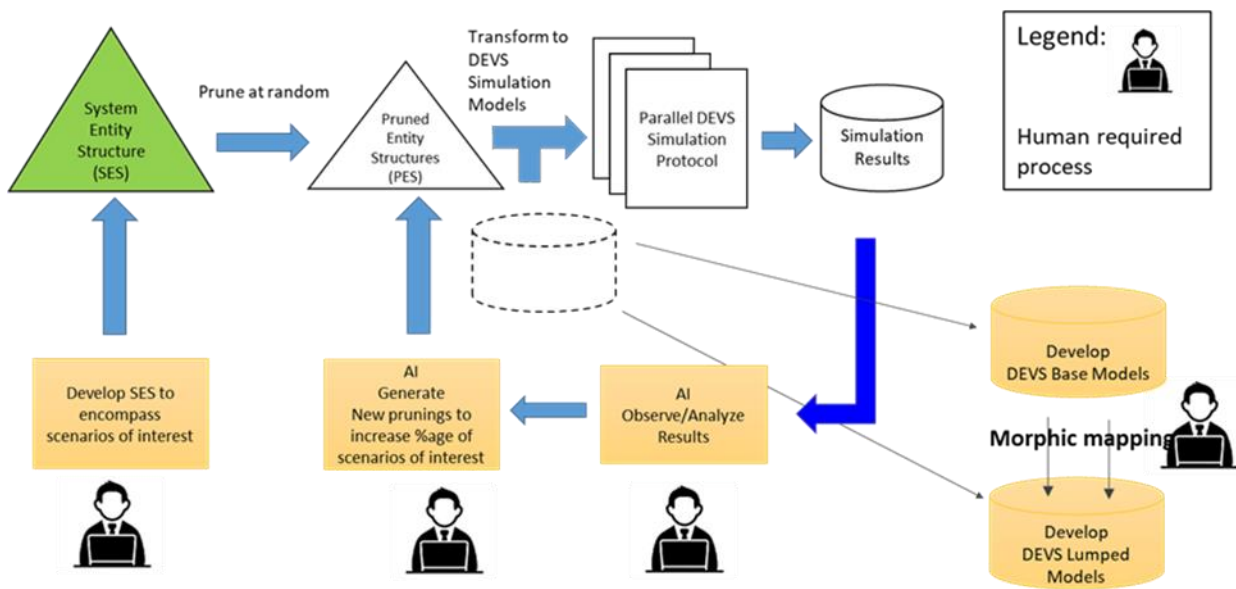 System
Entity
Structure
(SES)
Prune at random
Pruned
Entity
Structures
(PES)
Transform to
DEVS
Simulation
Models
Parallel DEVS
Simulation
Protocol
Simulation
Results
Legend:
Human required
process
Develop SES to
encompass
scenarios of interest
AI
Generate
New prunings to
increase %age of
scenarios of interest
AI
Observe/Analyze
Results
Develop
DEVS Base Models
Morphic mapping
Develop
DEVS Lumped
Models